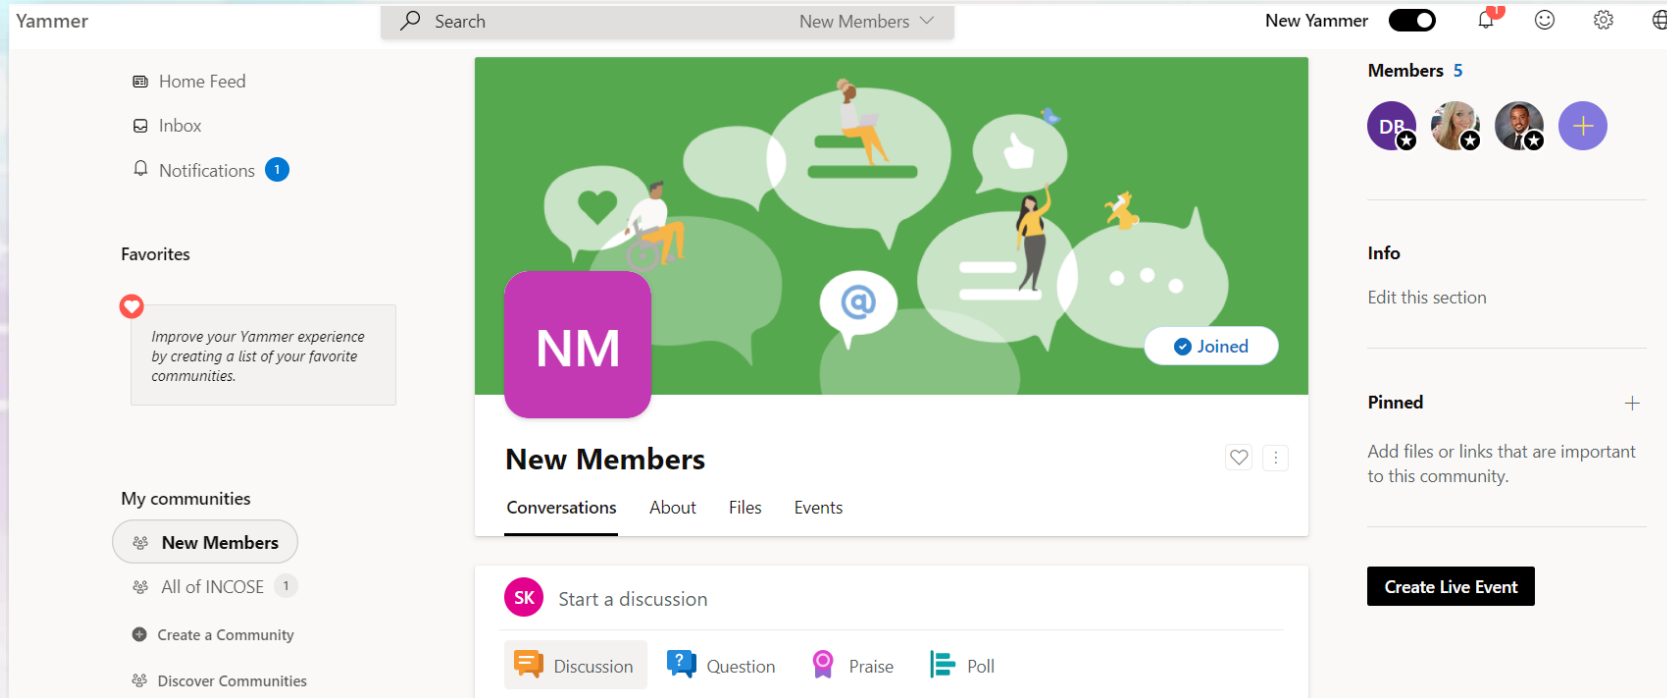 Yammer
Search
New Members
New Yammer
1
Home Feed
Inbox
Notifications 1
Favorites
Improve your Yammer experience
by creating a list of your favorite
communities.
My communities
New Members
All of INCOSE 1
Create a Community
Discover Communities
@
NM
Joined
New Members
Conversations About Files Events
SK Start a discussion
Discussion ? Question Praise Poll
Members 5
DB
Info
Edit this section
Pinned
Add files or links that are important
to this community.
Create Live Event